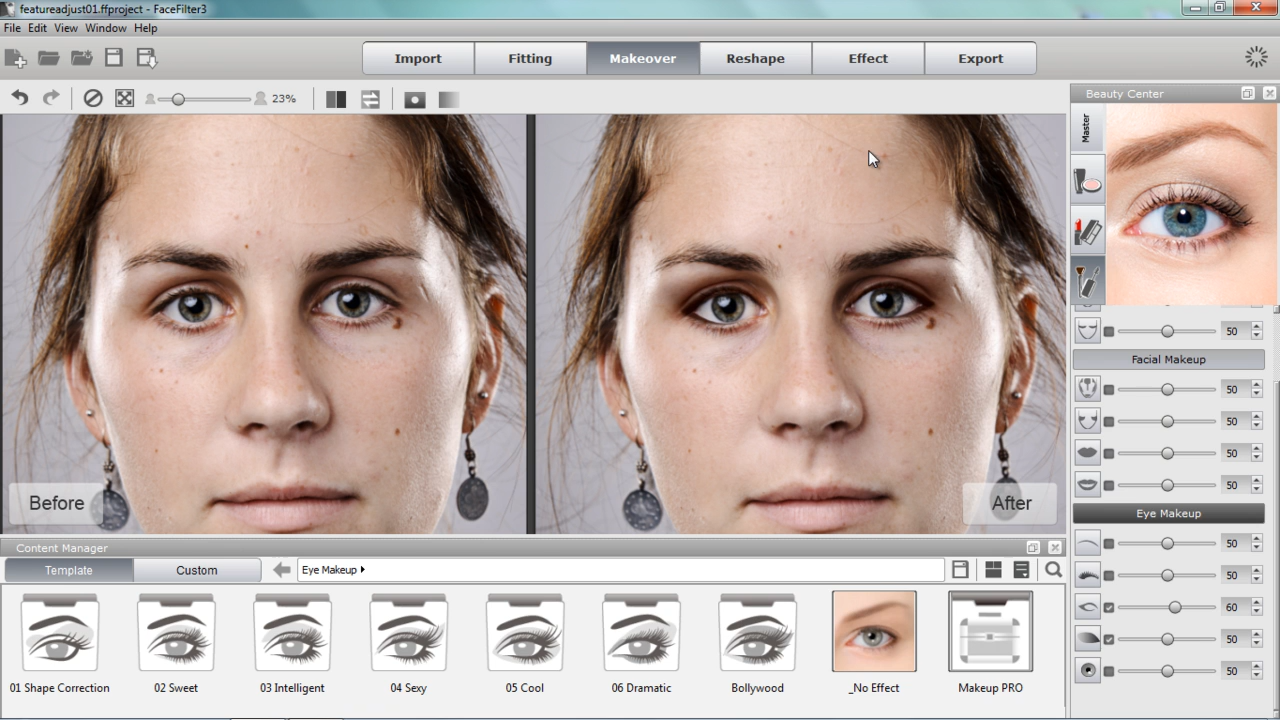 featureadjust01.ffproject - FaceFilter3
File Edit View Window Help
Import Fitting Makeover Reshape Effect Export
23%
Beauty Center
Master
50
Facial Makeup
50
50
50
50
Eye Makeup
50
50
60
50
50
Before
After
Content Manager
Template Custom Eye Makeup
01 Shape Correction 02 Sweet 03 Intelligent 04 Sexy 05 Cool 06 Dramatic Bollywood _No Effect Makeup PRO